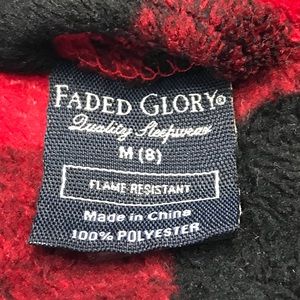 FADED GLORY®
Quality Sleepwear
M (8)
FLAME RESISTANT
Made in China
100% POLYESTER